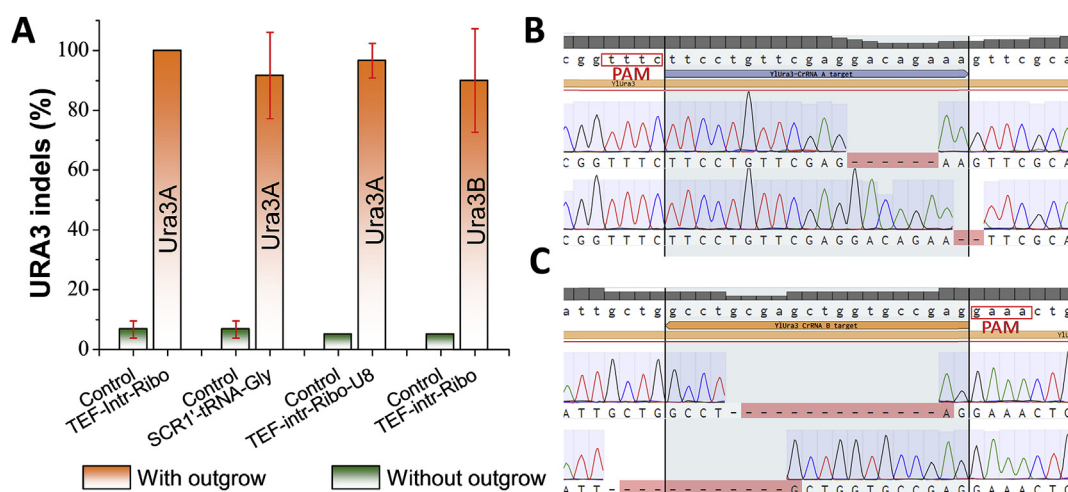 A
URA3 indels (%)
100
80
60
40
20
0
Ura3A
Ura3A
Ura3A
Ura3B
Control
TEF-Intr-Ribo
Control
SCR1'-tRNA-Gly
Control
TEF-intr-Ribo-U8
Control
TEF-intr-Ribo
With outgrow
Without outgrow
B
cggtttcttcctgttcgaggacagaaagttcgca
PAM
YlUra3-CrRNA A target
YlUra3
CGGTTTCTTCCTGTTCGAG------AAGTTCGCA
CGGTTTCTTCCTGTTCGAGGACAGAA--TTCGCA
C
attgctggcctgcgagctggtgccgaggaaactg
PAM
YlUra3 CrRNA B target
YlU
ATTGCTGGCCT--------------AGGAAACTG
ATT------------GCTGGTGCCGAGGAAACTG